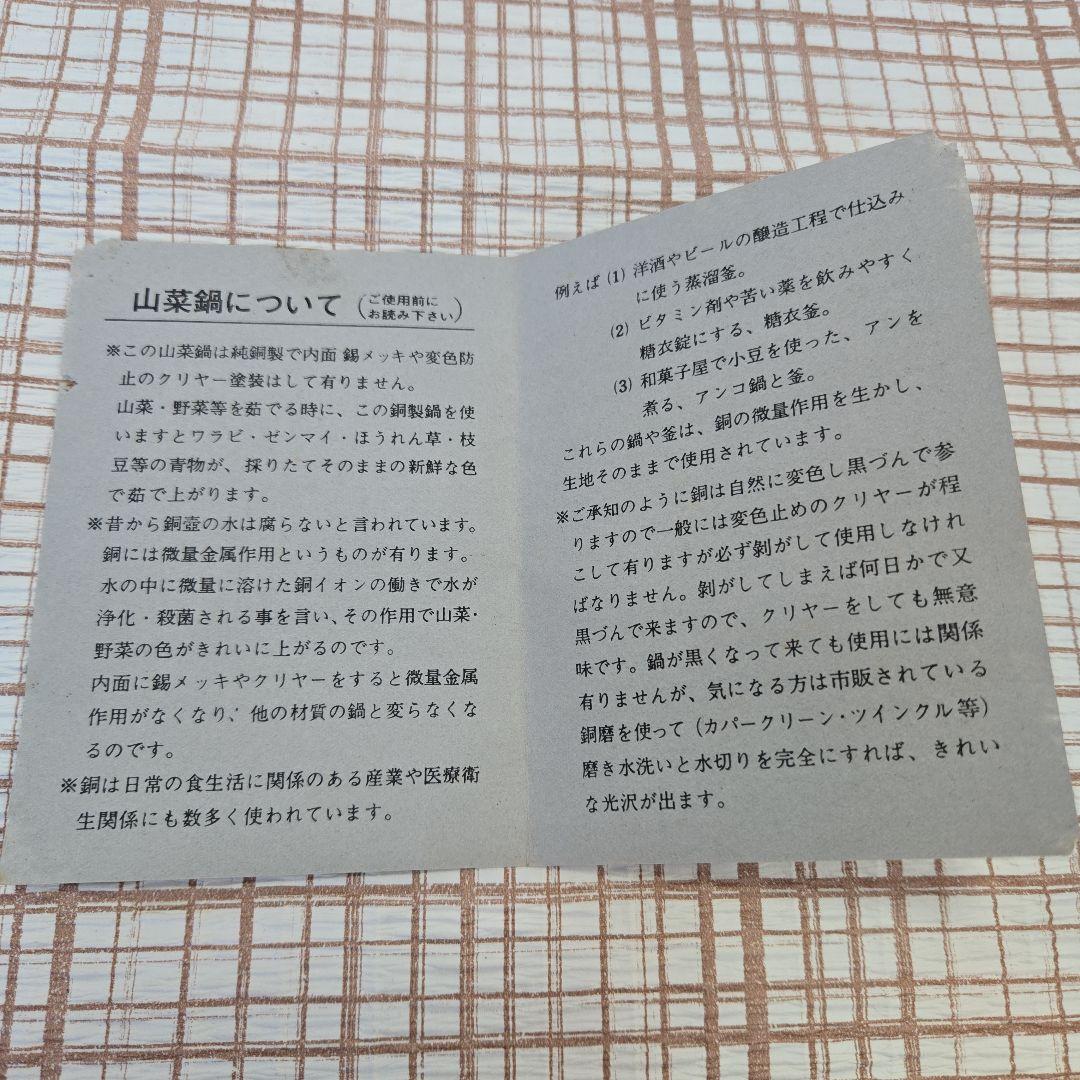 山菜鍋について（ご使用前にお読み下さい）
※この山菜鍋は純銅製で内面 錫メッキや変色防
止のクリヤー塗装はして有りません。
山菜・野菜等を茹でる時に、この銅製鍋を使
いますとワラビ・ゼンマイ・ほうれん草・枝
豆等の青物が、採りたてそのままの新鮮な色
で茹で上がります。
※昔から銅壺の水は腐らないと言われています。
銅には微量金属作用というものが有ります。
水の中に微量に溶けた銅イオンの働きで水が
浄化・殺菌される事を言い、その作用で山菜・
野菜の色がきれいに上がるのです。
内面に錫メッキやクリヤーをすると微量金属
作用がなくなり、他の材質の鍋と変らなくな
るのです。
※銅は日常の食生活に関係のある産業や医療衛
生関係にも数多く使われています。
例えば (1) 洋酒やビールの醸造工程で仕込み
に使う蒸溜釜。
(2) ビタミン剤や苦い薬を飲みやすく
糖衣錠にする、糖衣釜。
(3) 和菓子屋で小豆を使った、アンを
煮る、アンコ鍋と釜。
これらの鍋や釜は、銅の微量作用を生かし、
生地そのままで使用されています。
※ご承知のように銅は自然に変色し黒づんで参
りますので一般には変色止めのクリヤーが程
こして有りますが必ず剝がして使用しなけれ
ばなりません。剝がしてしまえば何日かで又
黒づんで来ますので、クリヤーをしても無意
味です。鍋が黒くなって来ても使用には関係
有りませんが、気になる方は市販されている
銅磨を使って（カパークリーン・ツインクル等）
磨き水洗いと水切りを完全にすれば、きれい
な光沢が出ます。